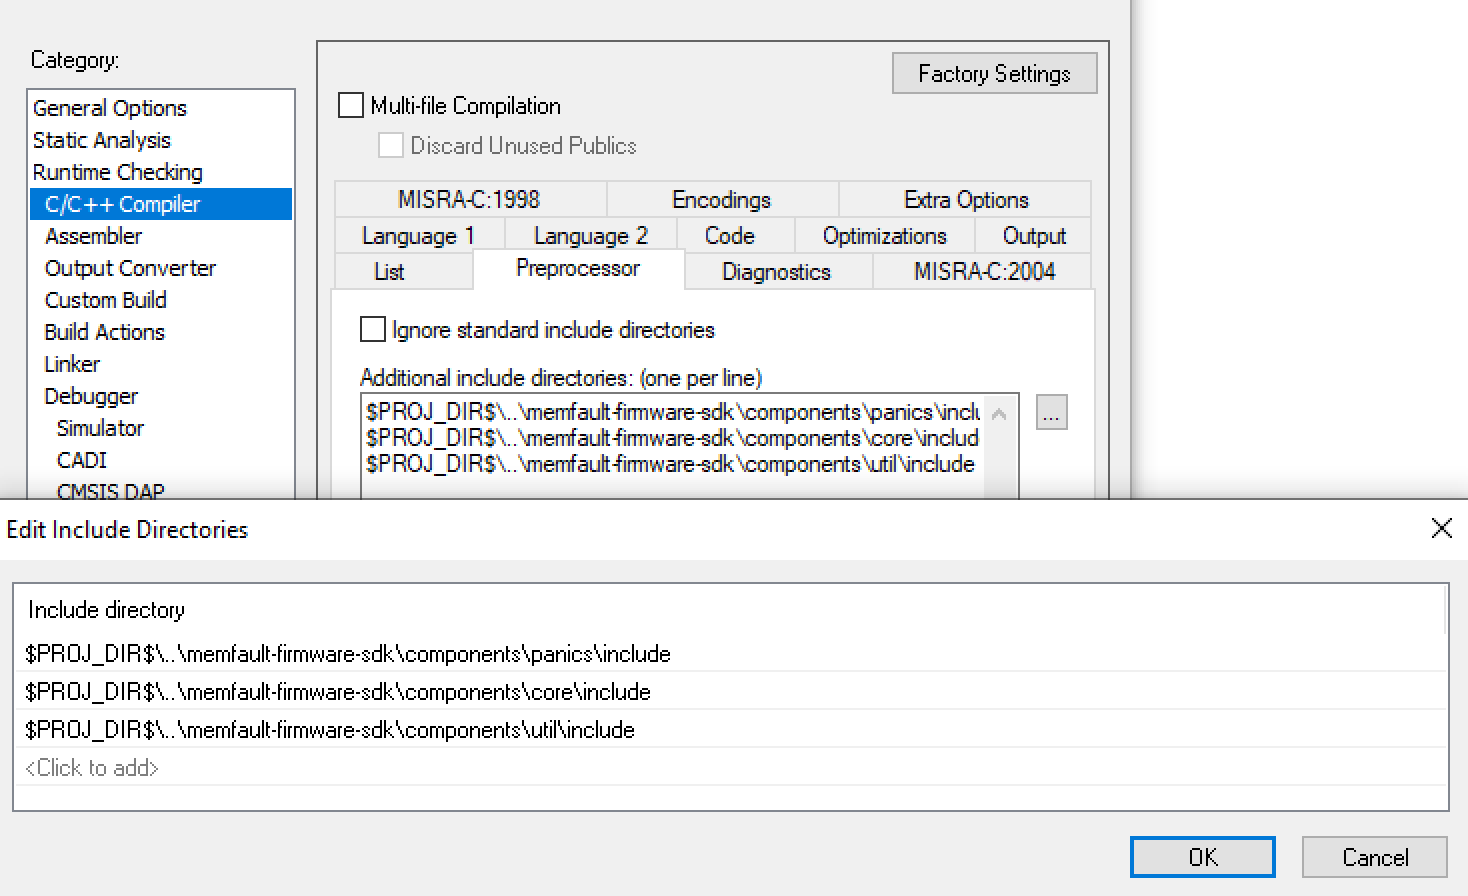 Category:
General Options
Static Analysis
Runtime Checking
C/C++ Compiler
Assembler
Output Converter
Custom Build
Build Actions
Linker
Debugger
Simulator
CADI
CMSIS DAP
Factory Settings
Multi-file Compilation
Discard Unused Publics
MISRA-C:1998 Encodings Extra Options
Language 1 Language 2 Code Optimizations Output
List Preprocessor Diagnostics MISRA-C:2004
Ignore standard include directories
Additional include directories: (one per line)
$PROJ_DIR$\..\memfault-firmware-sdk\components\panics\inclu
$PROJ_DIR$\..\memfault-firmware-sdk\components\core\includ
$PROJ_DIR$\..\memfault-firmware-sdk\components\util\include
...
Edit Include Directories
Include directory
$PROJ_DIR$\..\memfault-firmware-sdk\components\panics\include
$PROJ_DIR$\..\memfault-firmware-sdk\components\core\include
$PROJ_DIR$\..\memfault-firmware-sdk\components\util\include
<Click to add>
OK Cancel